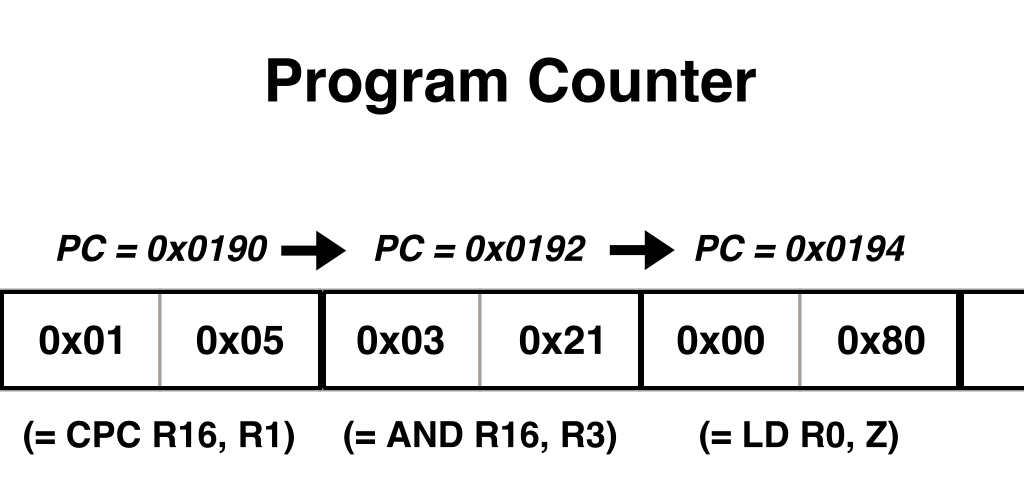 Program Counter
PC = 0x0190 PC = 0x0192 PC = 0x0194
0x01 0x05 0x03 0x21 0x00 0x80
(= CPC R16, R1) (= AND R16, R3) (= LD R0, Z)